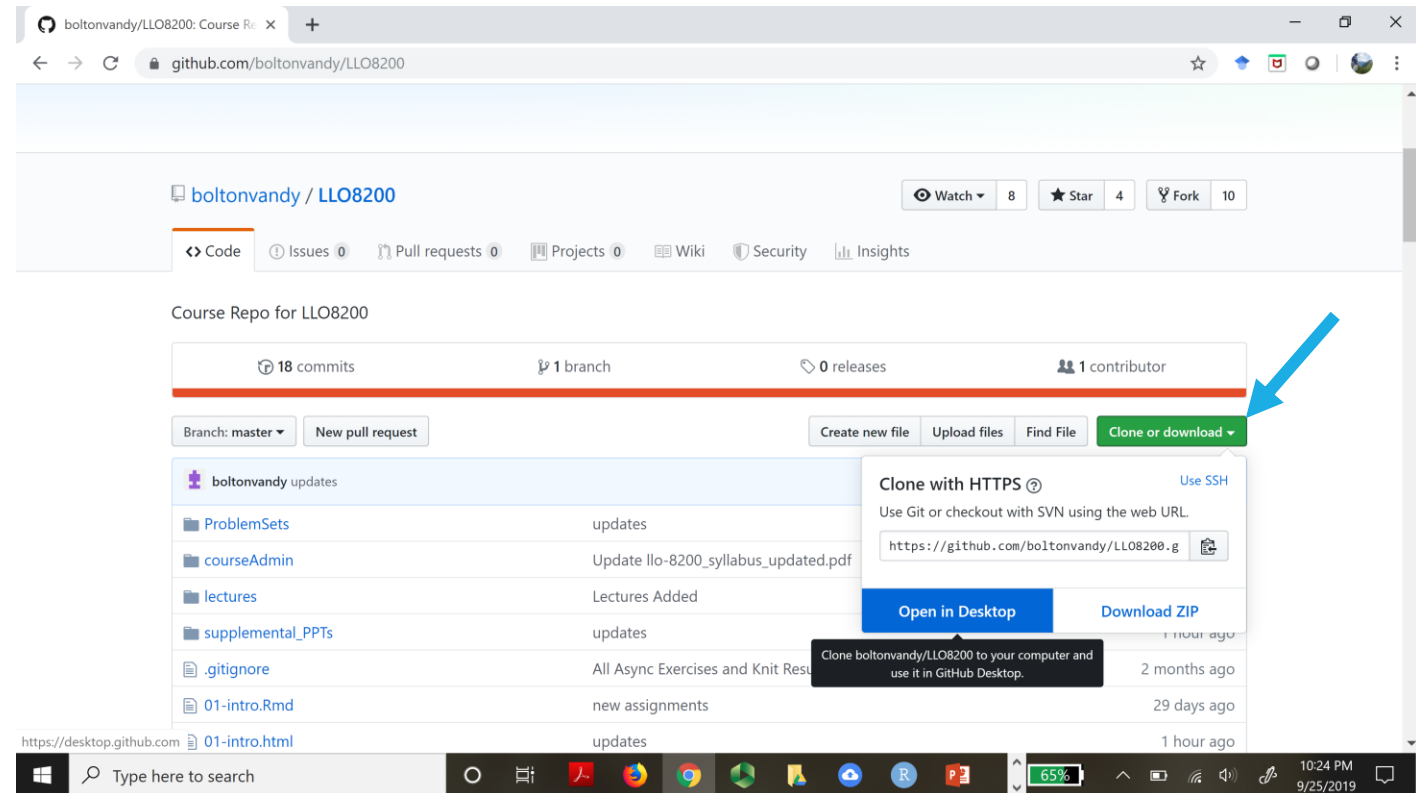 boltonvandy/LLO8200: Course Re
github.com/boltonvandy/LLO8200
boltonvandy / LLO8200
Watch 8 Star 4 Fork 10
Code Issues 0 Pull requests 0 Projects 0 Wiki Security Insights
Course Repo for LLO8200
18 commits 1 branch 0 releases 1 contributor
Branch: master New pull request Create new file Upload files Find File Clone or download
boltonvandy updates
Clone with HTTPS Use SSH
Use Git or checkout with SVN using the web URL.
https://github.com/boltonvandy/LLO8200.g
Open in Desktop Download ZIP
Clone boltonvandy/LLO8200 to your computer and
use it in GitHub Desktop.
ProblemSets updates
courseAdmin Update llo-8200_syllabus_updated.pdf
lectures Lectures Added
supplemental_PPTs updates 1 hour ago
.gitignore All Async Exercises and Knit Resu 2 months ago
01-intro.Rmd new assignments 29 days ago
https://desktop.github.com 01-intro.html updates 1 hour ago
Type here to search 65% 10:24 PM
9/25/2019